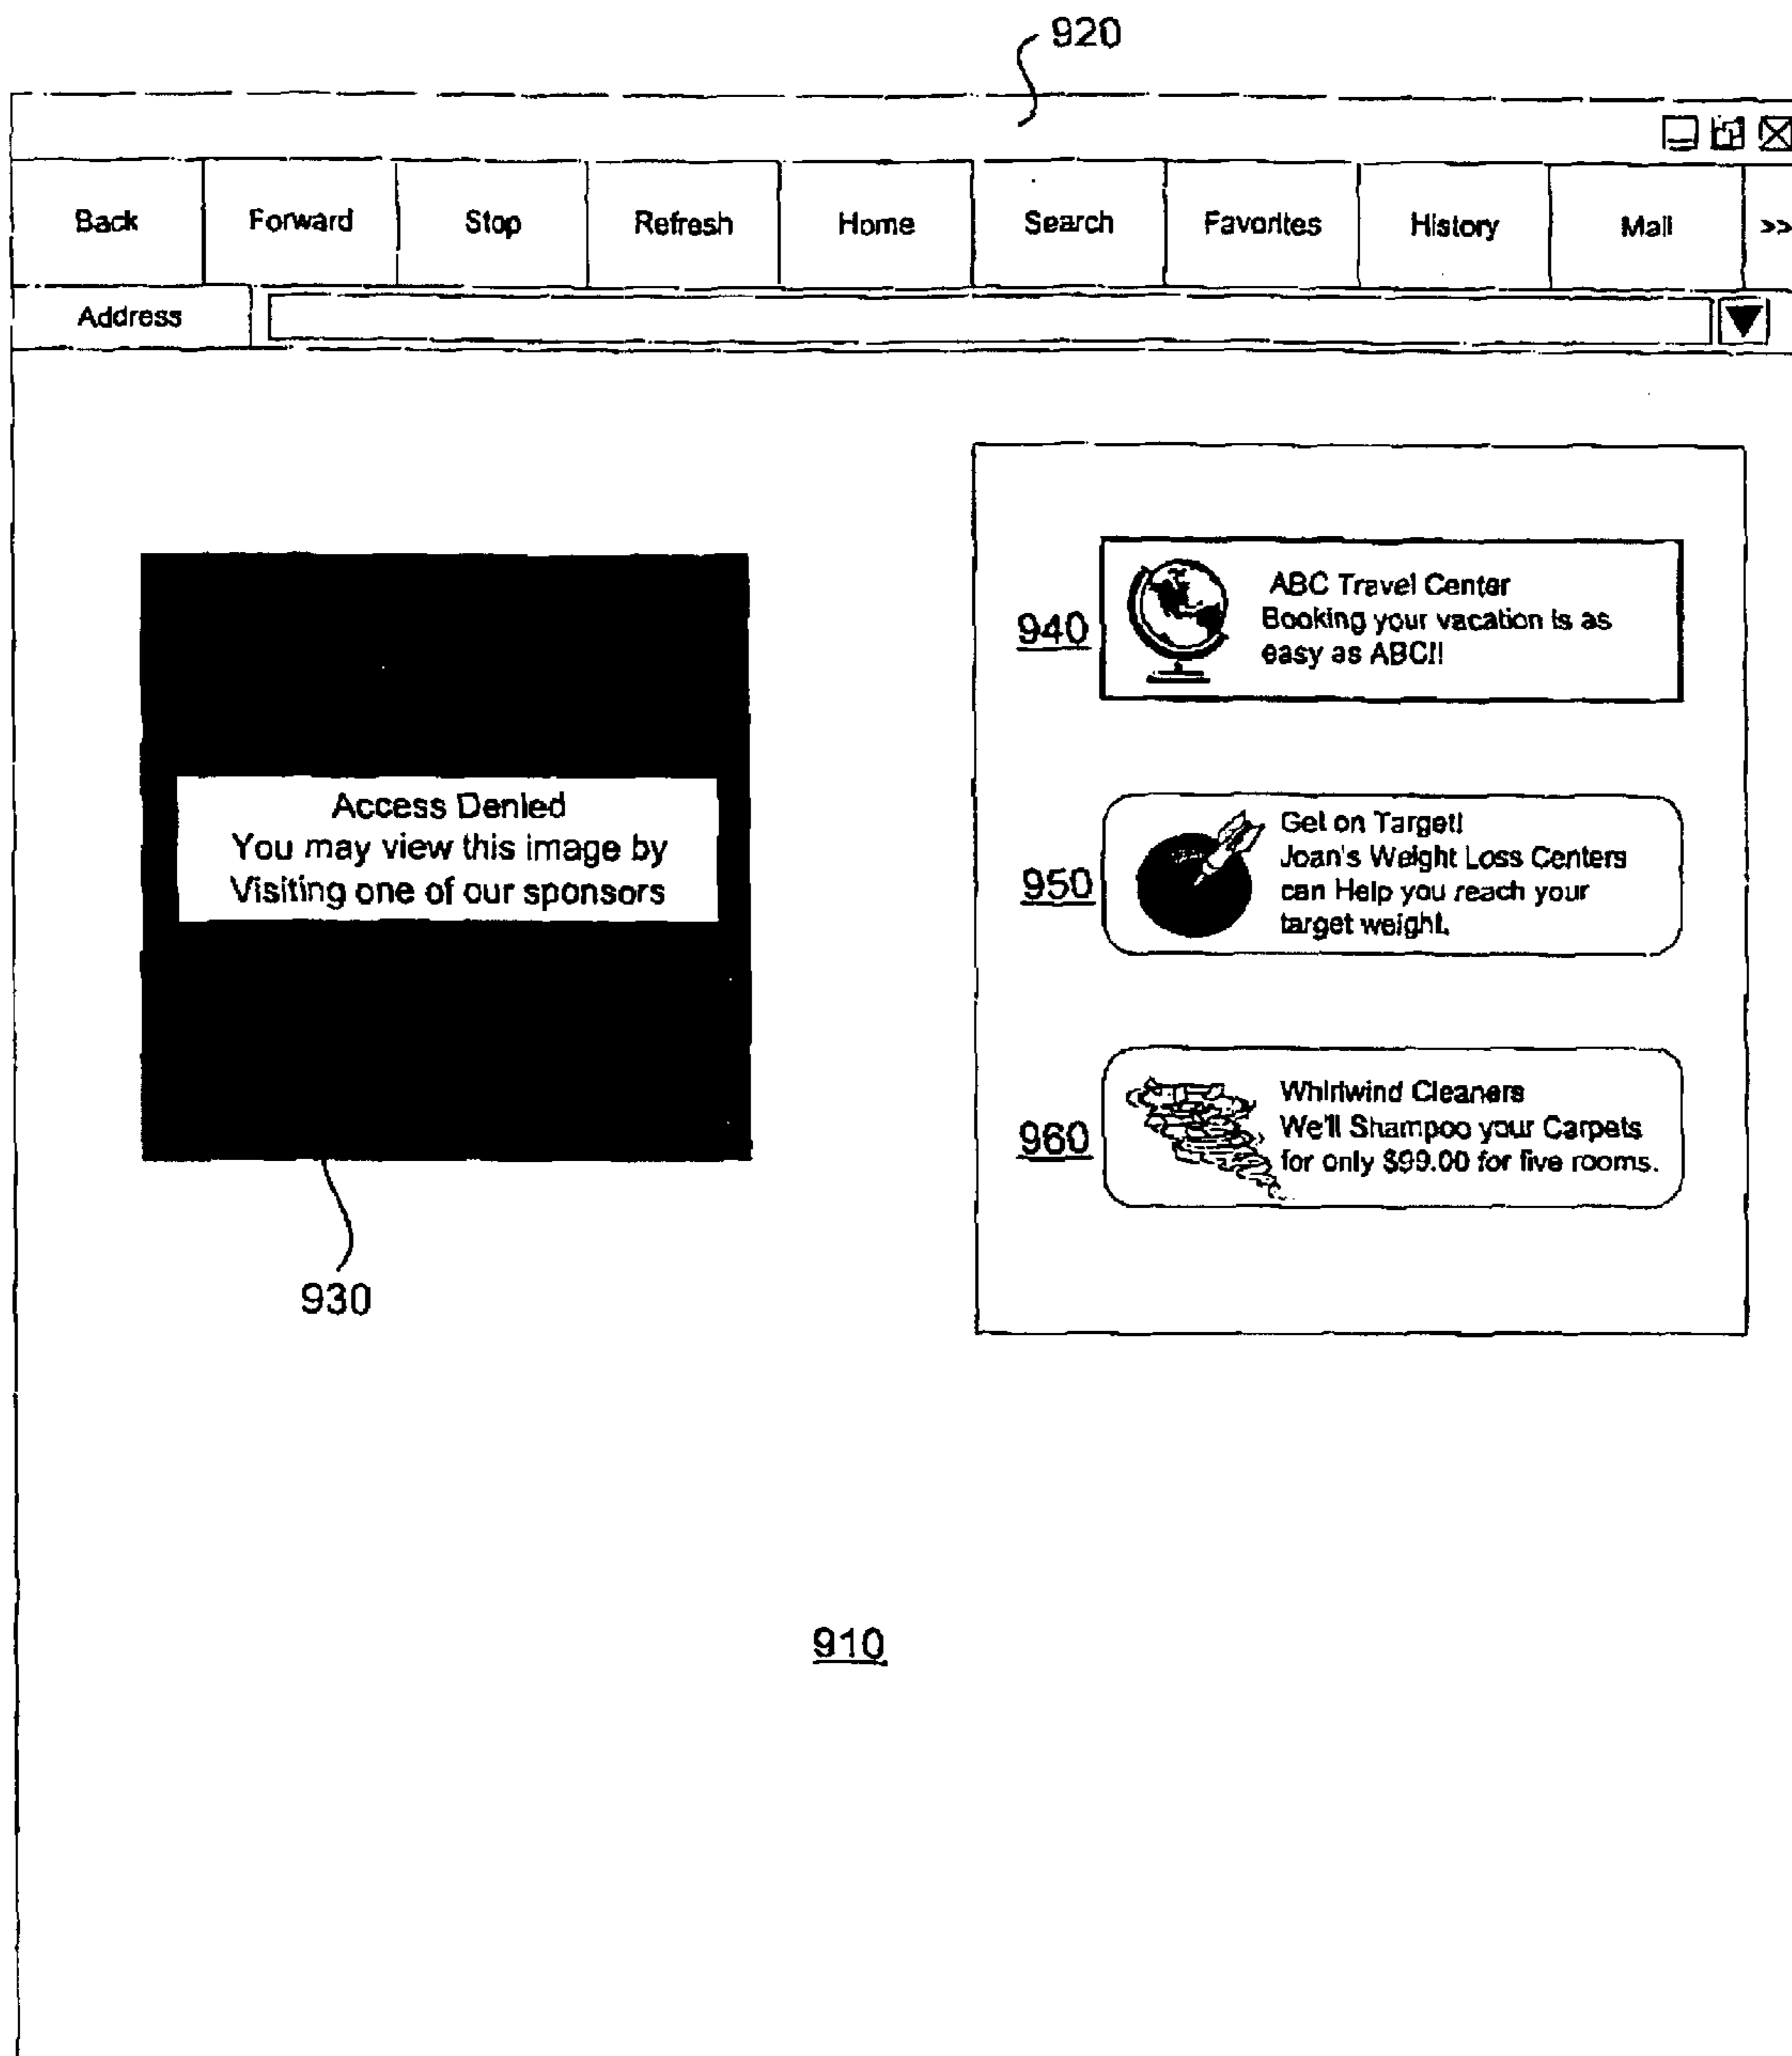 920
Back Forward Stop Refresh Home Search Favorites History Mail >>
Address
Access Denied
You may view this image by
Visiting one of our sponsors
930
940
ABC Travel Center
Booking your vacation is as
easy as ABC!!
950
Get on Target!
Joan's Weight Loss Centers
can Help you reach your
target weight.
960
Whirlwind Cleaners
We'll Shampoo your Carpets
for only $99.00 for five rooms.
910